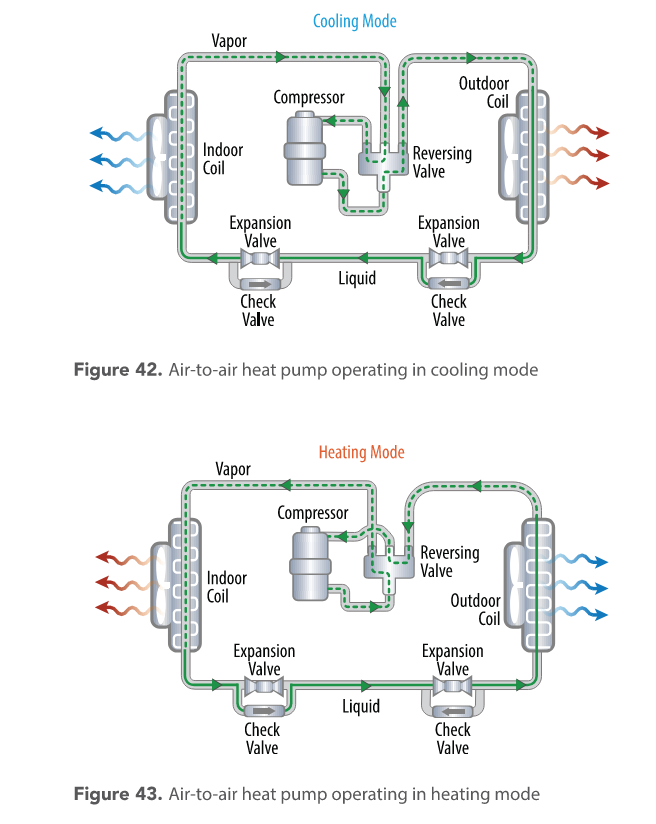 Cooling Mode
Vapor
Outdoor
Coil
Compressor
Indoor
Coil
Reversing
Valve
Expansion
Valve
Expansion
Valve
Liquid
Check
Valve
Check
Valve
Figure 42. Air-to-air heat pump operating in cooling mode
Heating Mode
Vapor
Compressor
Reversing
Valve
Indoor
Coil
Outdoor
Coil
Expansion
Valve
Expansion
Valve
Liquid
Check
Valve
Check
Valve
Figure 43. Air-to-air heat pump operating in heating mode